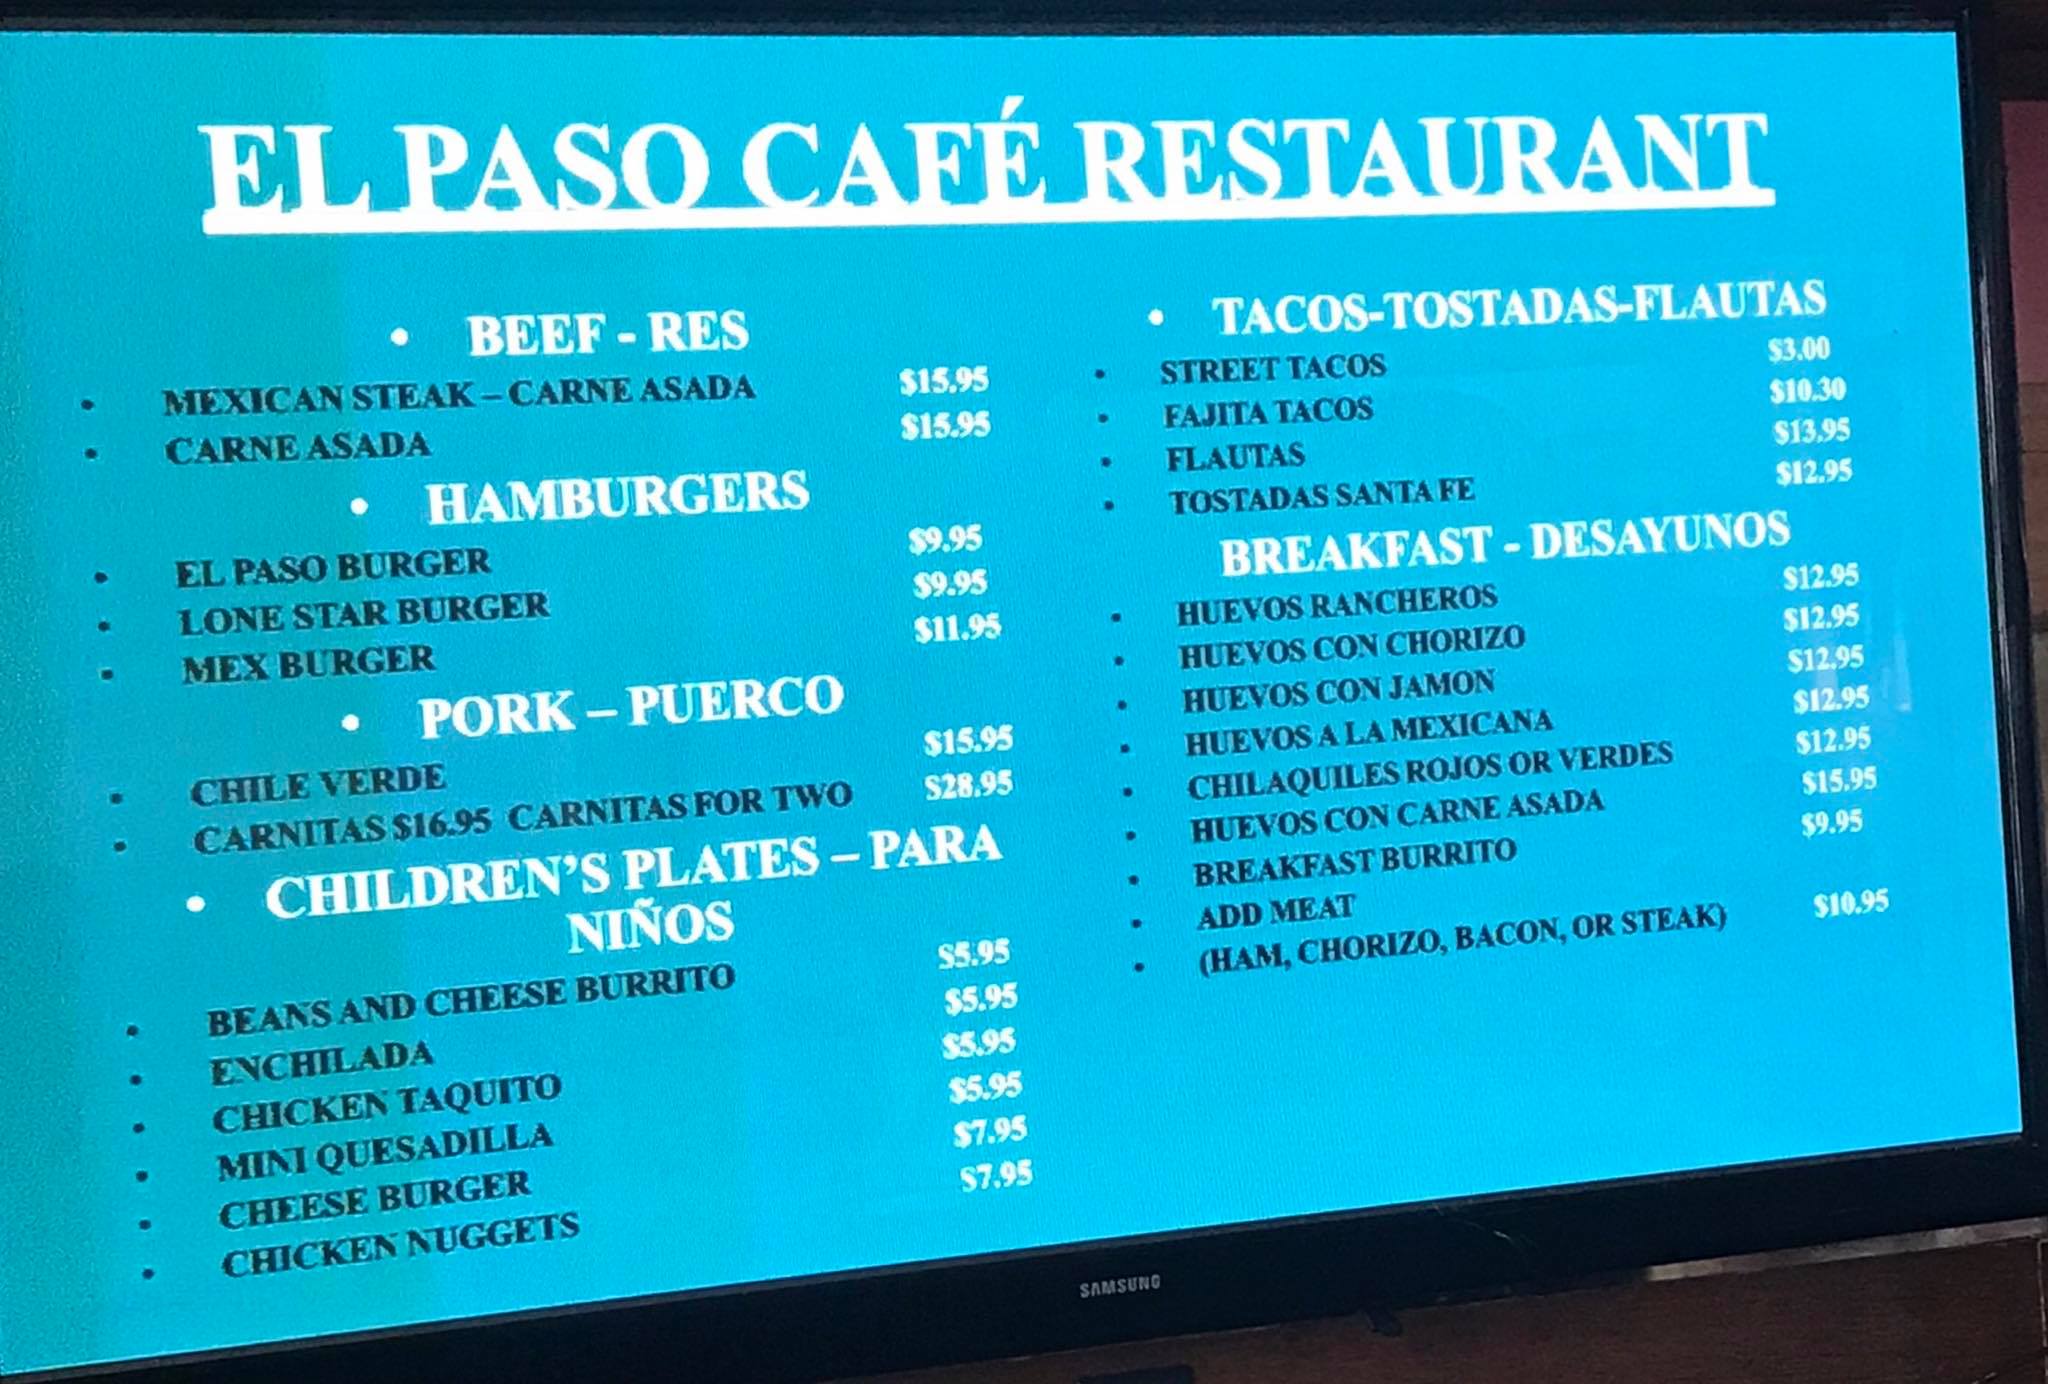 EL PASO CAFÉ RESTAURANT
• BEEF - RES
• MEXICAN STEAK – CARNE ASADA $15.95
• CARNE ASADA $15.95
• HAMBURGERS
• EL PASO BURGER $9.95
• LONE STAR BURGER $9.95
• MEX BURGER $11.95
• PORK – PUERCO
• CHILE VERDE $15.95
• CARNITAS $16.95 CARNITAS FOR TWO $28.95
• CHILDREN'S PLATES – PARA
NIÑOS
• BEANS AND CHEESE BURRITO $5.95
• ENCHILADA $5.95
• CHICKEN TAQUITO $5.95
• MINI QUESADILLA $5.95
• CHEESE BURGER $7.95
• CHICKEN NUGGETS $7.95
• TACOS-TOSTADAS-FLAUTAS
• STREET TACOS $3.00
• FAJITA TACOS $10.30
• FLAUTAS $13.95
• TOSTADAS SANTA FE $12.95
BREAKFAST - DESAYUNOS
• HUEVOS RANCHEROS $12.95
• HUEVOS CON CHORIZO $12.95
• HUEVOS CON JAMON $12.95
• HUEVOS A LA MEXICANA $12.95
• CHILAQUILES ROJOS OR VERDES $12.95
• HUEVOS CON CARNE ASADA $15.95
• BREAKFAST BURRITO $9.95
• ADD MEAT
• (HAM, CHORIZO, BACON, OR STEAK) $10.95
SAMSUNG